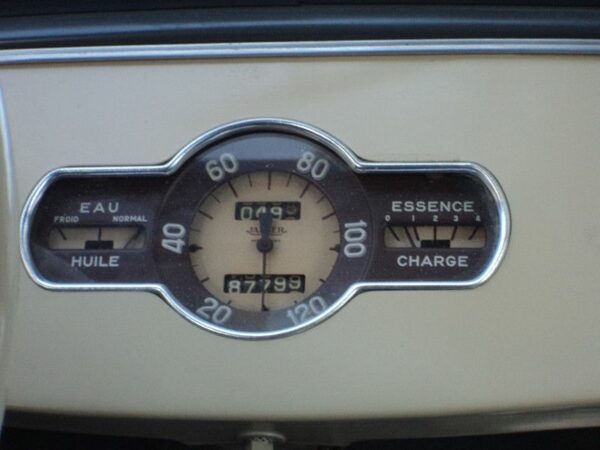 EAU
FROID NORMAL
HUILE
60 80
40 100
20 120
049
JAEGER
87799
ESSENCE
0 1 2 3 4
CHARGE